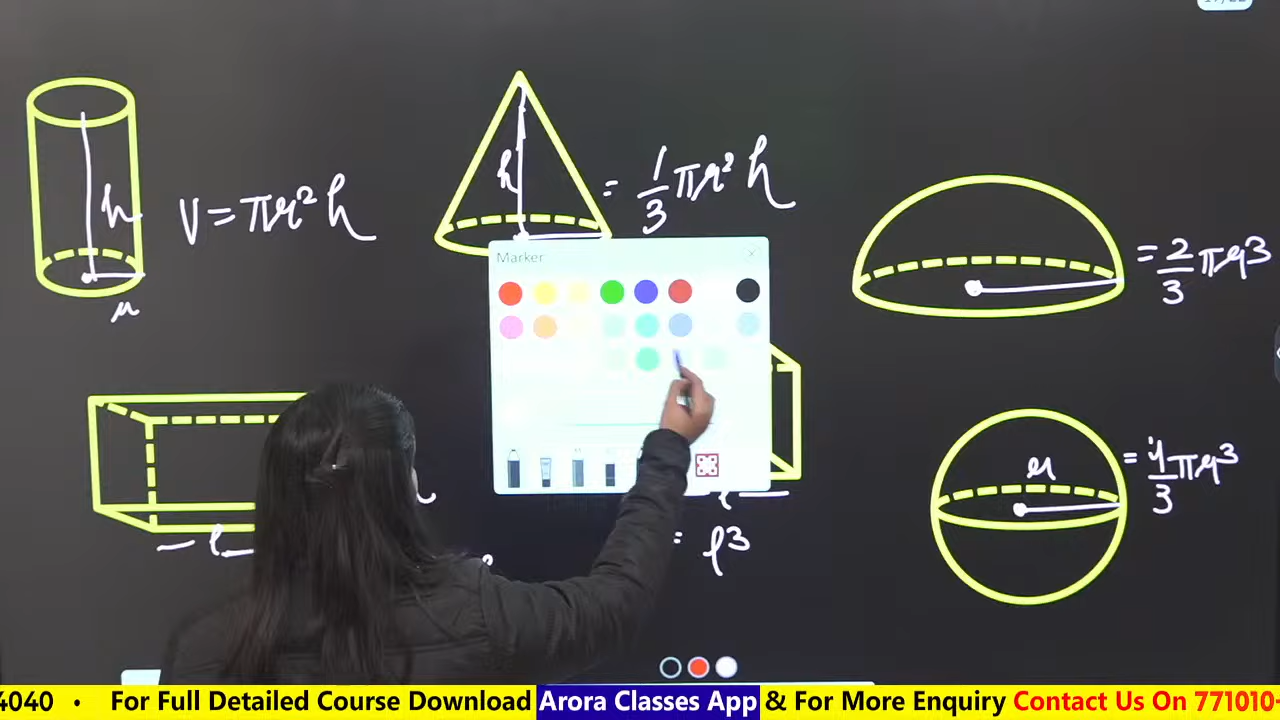 h
V = πr² h
r
h
= 1/3 πr² h
= 2/3 πr³
Marker
l
l
= l³
r
= 4/3 πr³
4040 • For Full Detailed Course Download Arora Classes App & For More Enquiry Contact Us On 771010